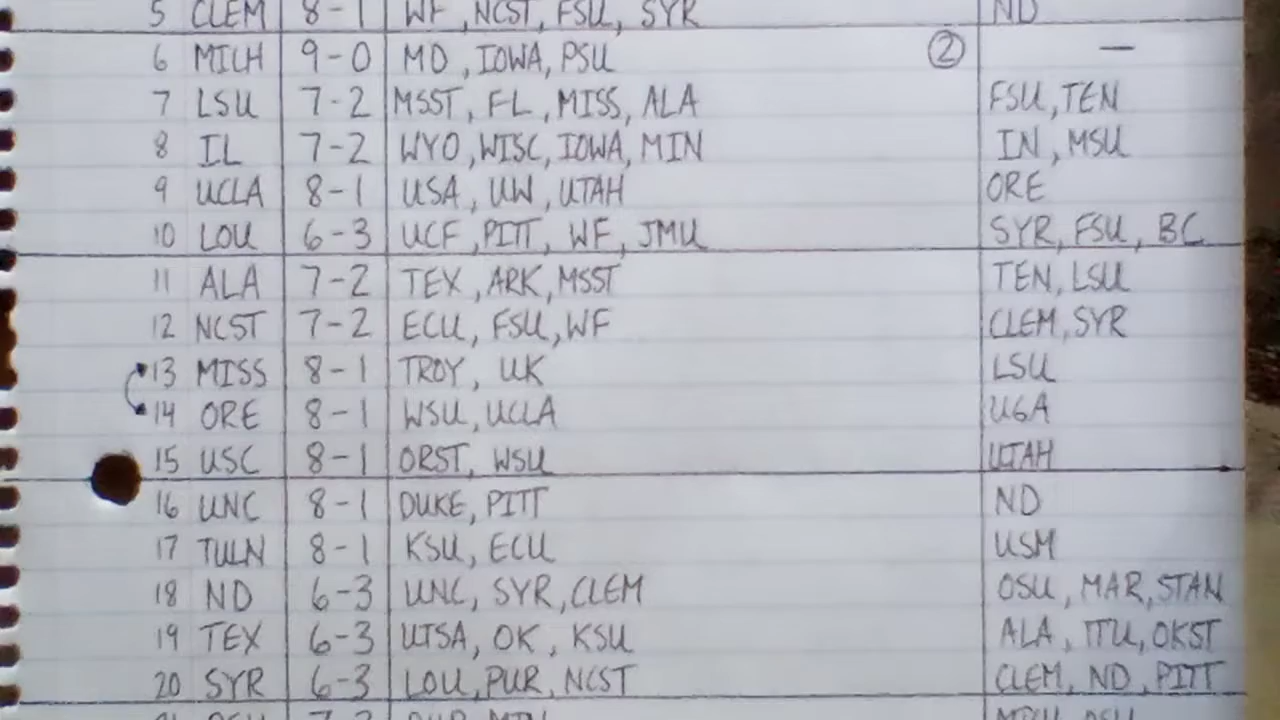 5 CLEM 8-1 WF, NCST, FSU, SYR ND
6 MICH 9-0 MD, IOWA, PSU ② —
7 LSU 7-2 MSST, FL, MISS, ALA FSU, TEN
8 IL 7-2 WYO, WISC, IOWA, MIN IN, MSU
9 UCLA 8-1 USA, UW, UTAH ORE
10 LOU 6-3 UCF, PITT, WF, JMU SYR, FSU, BC
11 ALA 7-2 TEX, ARK, MSST TEN, LSU
12 NCST 7-2 ECU, FSU, WF CLEM, SYR
13 MISS 8-1 TROY, UK LSU
14 ORE 8-1 WSU, UCLA UGA
15 USC 8-1 ORST, WSU UTAH
16 UNC 8-1 DUKE, PITT ND
17 TULN 8-1 KSU, ECU USM
18 ND 6-3 UNC, SYR, CLEM OSU, MAR, STAN
19 TEX 6-3 UTSA, OK, KSU ALA, TTU, OKST
20 SYR 6-3 LOU, PUR, NCST CLEM, ND, PITT